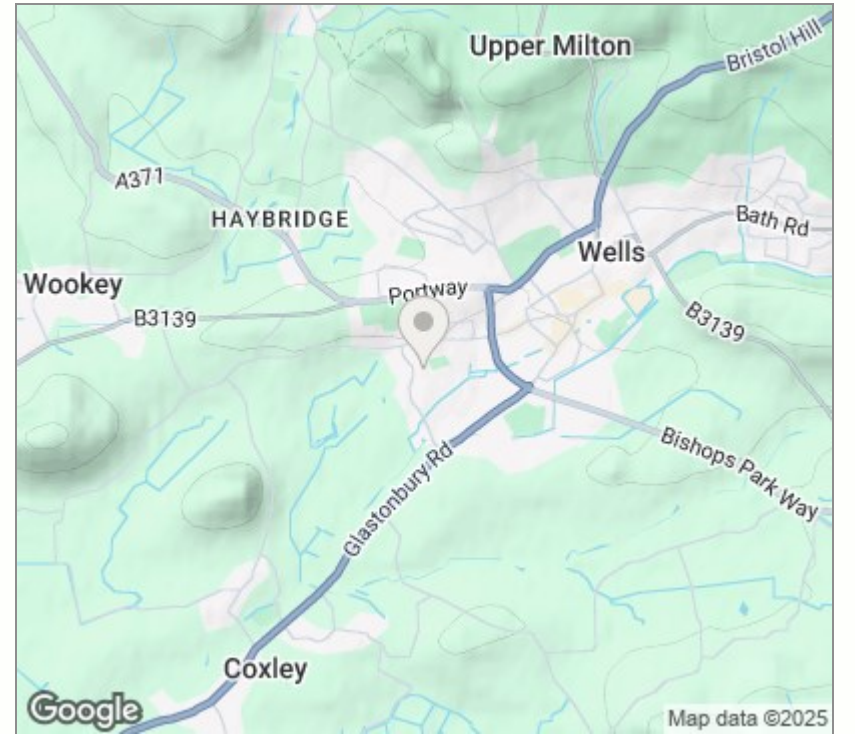 Upper Milton
Bristol Hill
A371
HAYBRIDGE
Bath Rd
Wells
Wookey
Portway
B3139
B3139
Bishops Park Way
Glastonbury Rd
Coxley
Google
Map data ©2025